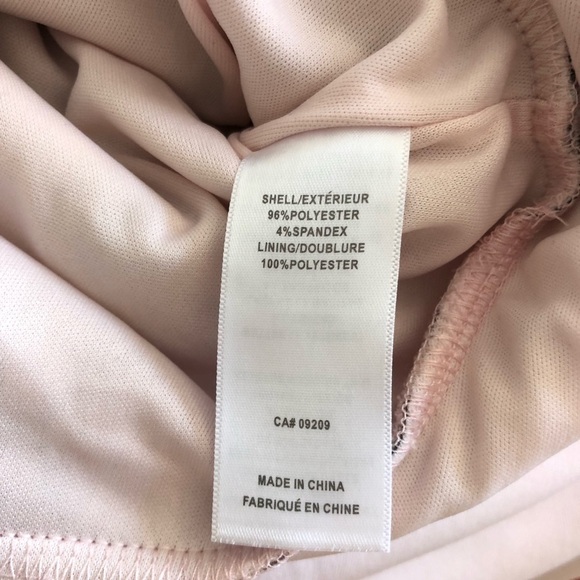 SHELL/EXTÉRIEUR
96%POLYESTER
4%SPANDEX
LINING/DOUBLURE
100%POLYESTER
CA# 09209
MADE IN CHINA
FABRIQUÉ EN CHINE